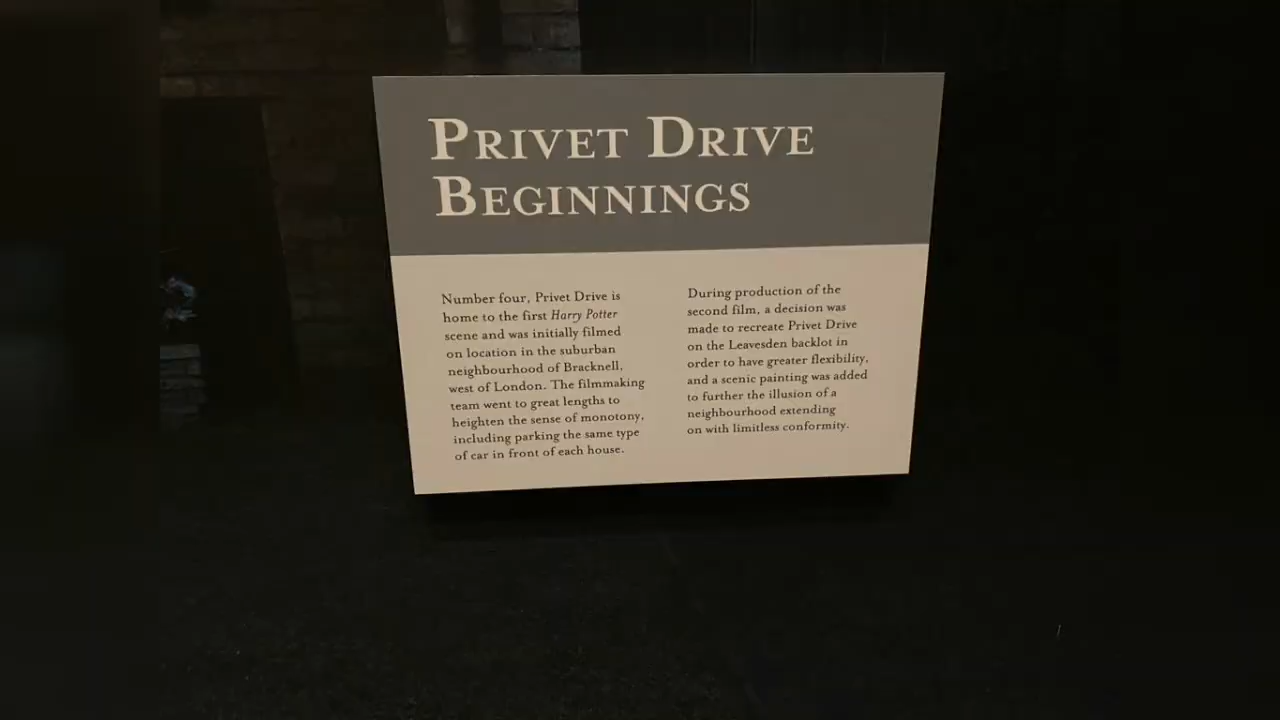 PRIVET DRIVE
BEGINNINGS
Number four, Privet Drive is
home to the first Harry Potter
scene and was initially filmed
on location in the suburban
neighbourhood of Bracknell,
west of London. The filmmaking
team went to great lengths to
heighten the sense of monotony,
including parking the same type
of car in front of each house.
During production of the
second film, a decision was
made to recreate Privet Drive
on the Leavesden backlot in
order to have greater flexibility,
and a scenic painting was added
to further the illusion of a
neighbourhood extending
on with limitless conformity.